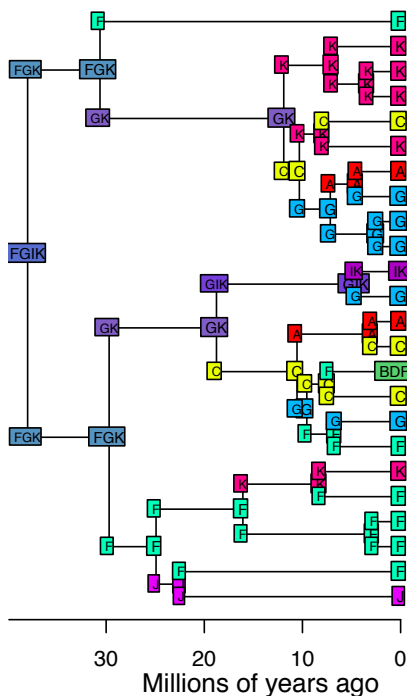 F F
K K
FGK FGK K K K K
K K
K K
GK GK C C
K K
K K
C C A A
A A
G G
G G
G G
G G
G G
FGIK
IK IK
GIK GIK
G G
A A
GK GK
A A
C C
C C F BDF
C C
C C
G G
G G
F F
FGK FGK
F F
K K
K K
F F
F F
F F
F F
F F F F
F F
J J
J J
30 20 10 0
Millions of years ago